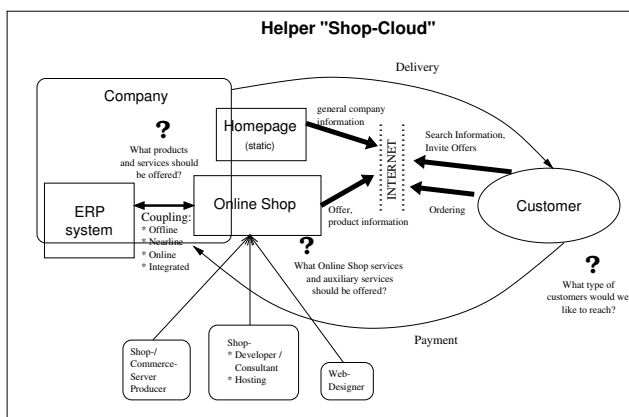 Helper "Shop-Cloud"
Delivery
Company
general company
information
?
Homepage
(static)
What products
and services should
be offered?
INTERNET
Search Information,
Invite Offers
ERP
system
Coupling:
* Offline
* Nearline
* Online
* Integrated
Online Shop
Offer,
product information
Ordering
Customer
?
What Online Shop services
and auxiliary services
should be offered?
?
What type of
customers would we
like to reach?
Payment
Shop-/
Commerce-
Server
Producer
Shop-
* Developer /
Consultant
* Hosting
Web-
Designer